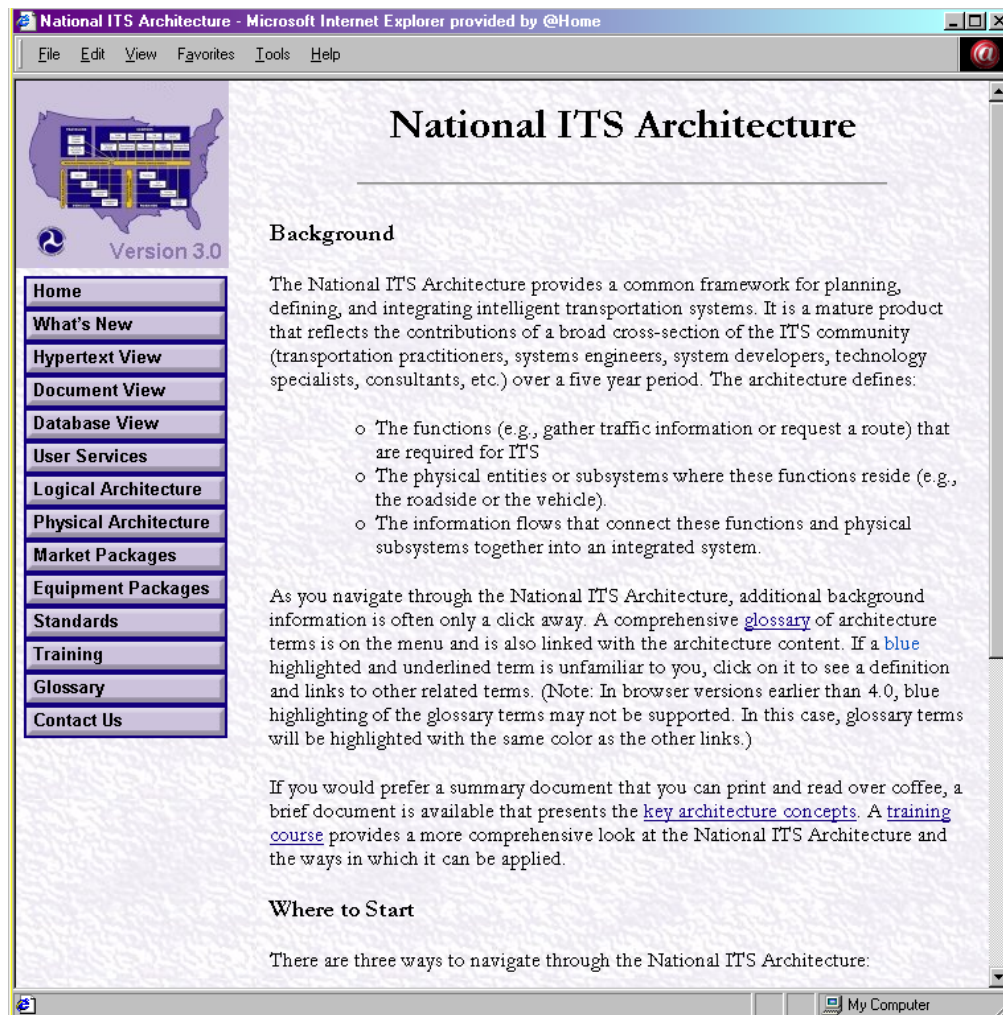 National ITS Architecture - Microsoft Internet Explorer provided by @Home
File Edit View Favorites Tools Help
Version 3.0
Home
What's New
Hypertext View
Document View
Database View
User Services
Logical Architecture
Physical Architecture
Market Packages
Equipment Packages
Standards
Training
Glossary
Contact Us
National ITS Architecture
Background
The National ITS Architecture provides a common framework for planning,
defining, and integrating intelligent transportation systems. It is a mature product
that reflects the contributions of a broad cross-section of the ITS community
(transportation practitioners, systems engineers, system developers, technology
specialists, consultants, etc.) over a five year period. The architecture defines:
o The functions (e.g., gather traffic information or request a route) that
are required for ITS
o The physical entities or subsystems where these functions reside (e.g.,
the roadside or the vehicle).
o The information flows that connect these functions and physical
subsystems together into an integrated system.
As you navigate through the National ITS Architecture, additional background
information is often only a click away. A comprehensive glossary of architecture
terms is on the menu and is also linked with the architecture content. If a blue
highlighted and underlined term is unfamiliar to you, click on it to see a definition
and links to other related terms. (Note: In browser versions earlier than 4.0, blue
highlighting of the glossary terms may not be supported. In this case, glossary terms
will be highlighted with the same color as the other links.)
If you would prefer a summary document that you can print and read over coffee, a
brief document is available that presents the key architecture concepts. A training
course provides a more comprehensive look at the National ITS Architecture and
the ways in which it can be applied.
Where to Start
There are three ways to navigate through the National ITS Architecture:
My Computer